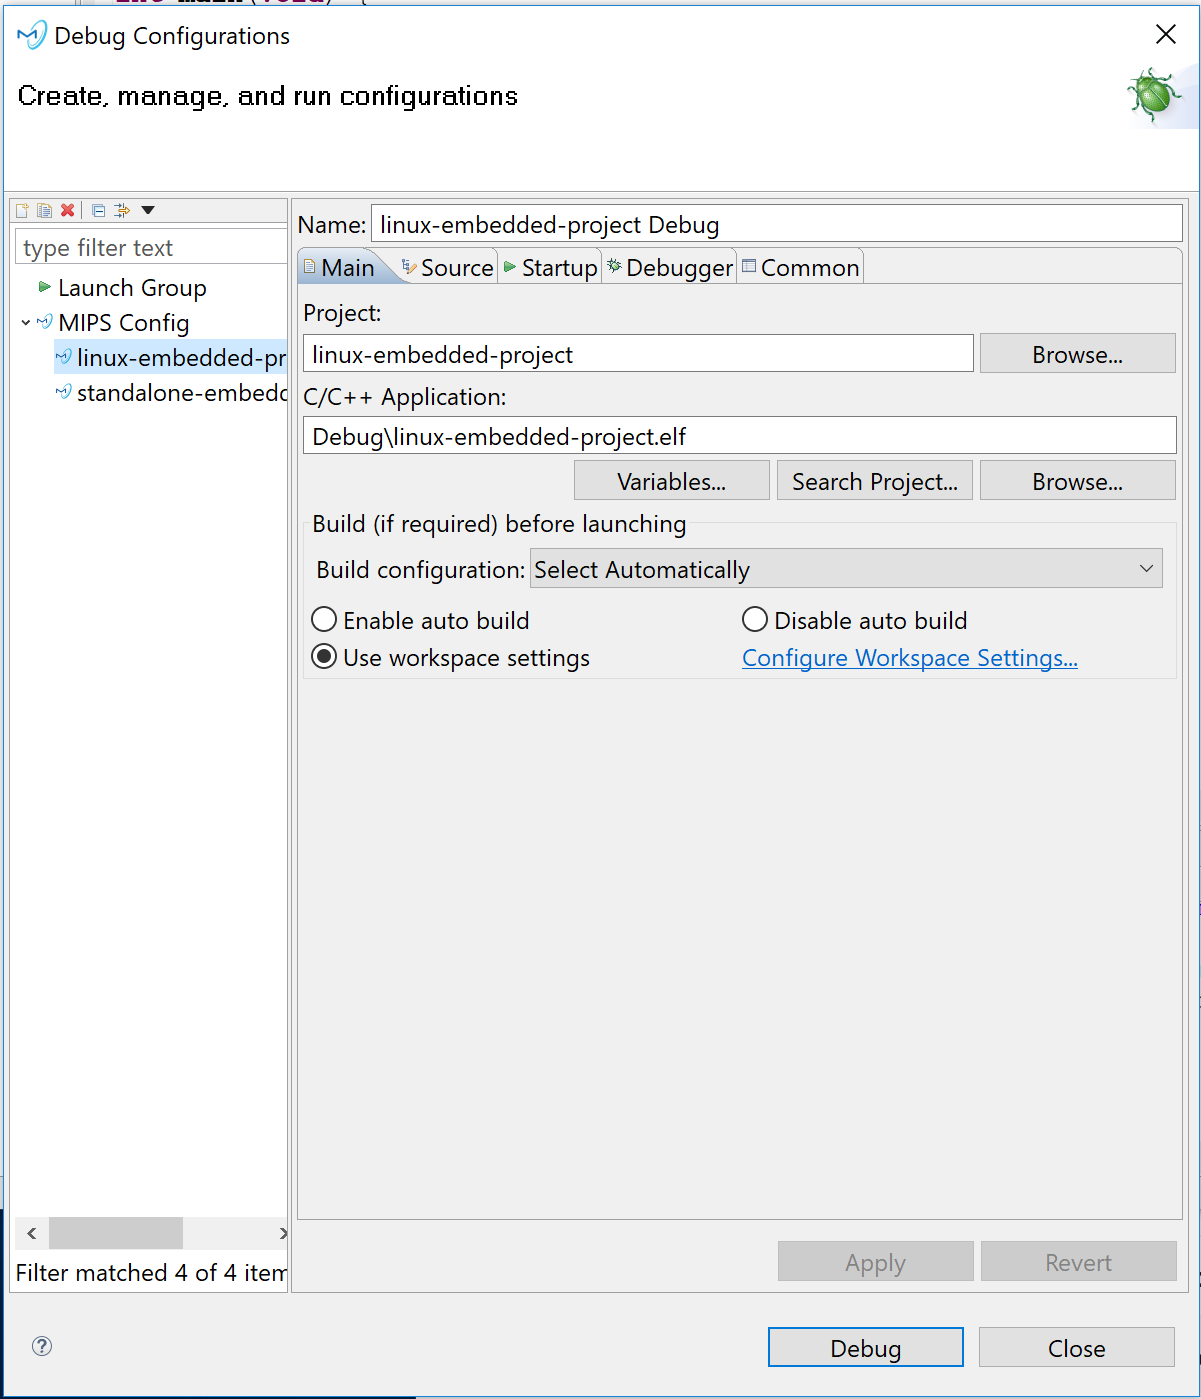 Debug Configurations
Create, manage, and run configurations
type filter text
Launch Group
MIPS Config
linux-embedded-pr
standalone-embedd
Filter matched 4 of 4 item
Name: linux-embedded-project Debug
Main Source Startup Debugger Common
Project:
linux-embedded-project Browse...
C/C++ Application:
Debug\linux-embedded-project.elf
Variables... Search Project... Browse...
Build (if required) before launching
Build configuration: Select Automatically
Enable auto build Disable auto build
Use workspace settings Configure Workspace Settings...
Apply Revert
Debug Close